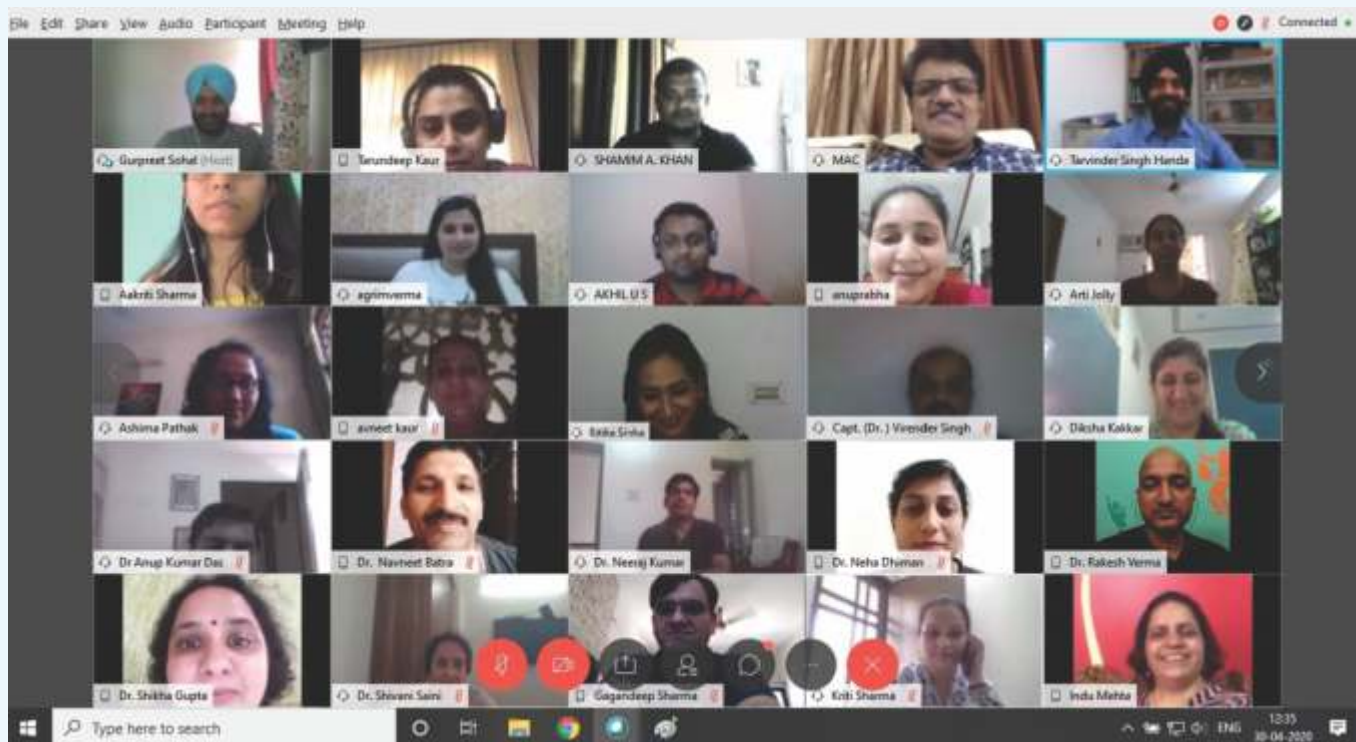 File Edit Share View Audio Participant Meeting Help
Connected
Gurpreet Sohal (Host)
Tarundeep Kaur
SHAMIM A. KHAN
MAC
Tarvinder Singh Handa
Aakriti Sharma
agrimverma
AKHIL U S
anuprabha
Arti Jolly
Ashima Pathak
avneet kaur
Ritika Sinha
Capt. (Dr. ) Virender Singh
Diksha Kakkar
Dr Anup Kumar Das
Dr. Navneet Batra
Dr. Neeraj Kumar
Dr. Neha Dhiman
Dr. Rakesh Verma
Dr. Shikha Gupta
Dr. Shivani Saini
Gagandeep Sharma
Kriti Sharma
Indu Mehta
Type here to search
ENG
12:35
30-04-2020